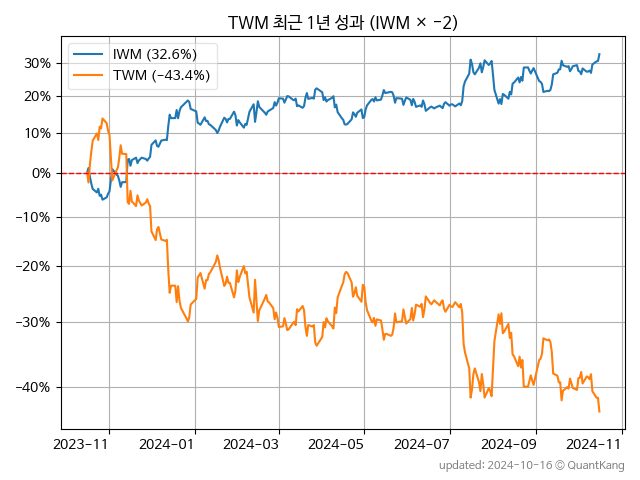 TWM 최근 1년 성과 (IWM × −2)
IWM (32.6%)
TWM (−43.4%)
30%
20%
10%
0%
−10%
−20%
−30%
−40%
2023-11 2024-01 2024-03 2024-05 2024-07 2024-09 2024-11
updated: 2024-10-16 © QuantKang